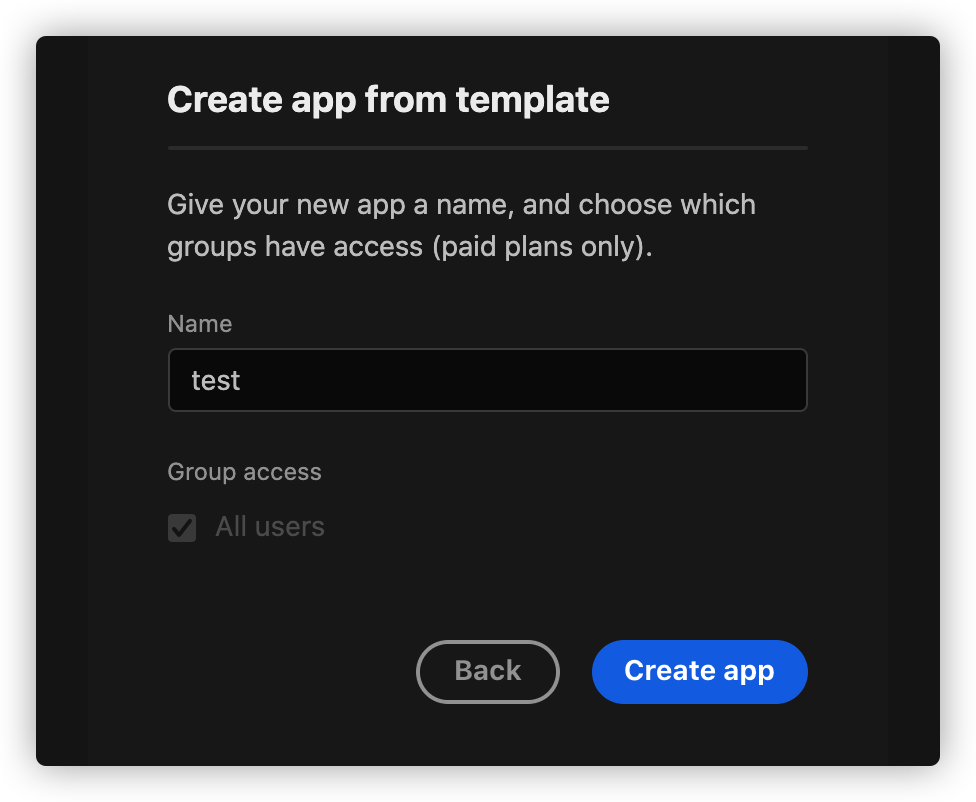 Create app from template
Give your new app a name, and choose which
groups have access (paid plans only).
Name
test
Group access
All users
Back
Create app